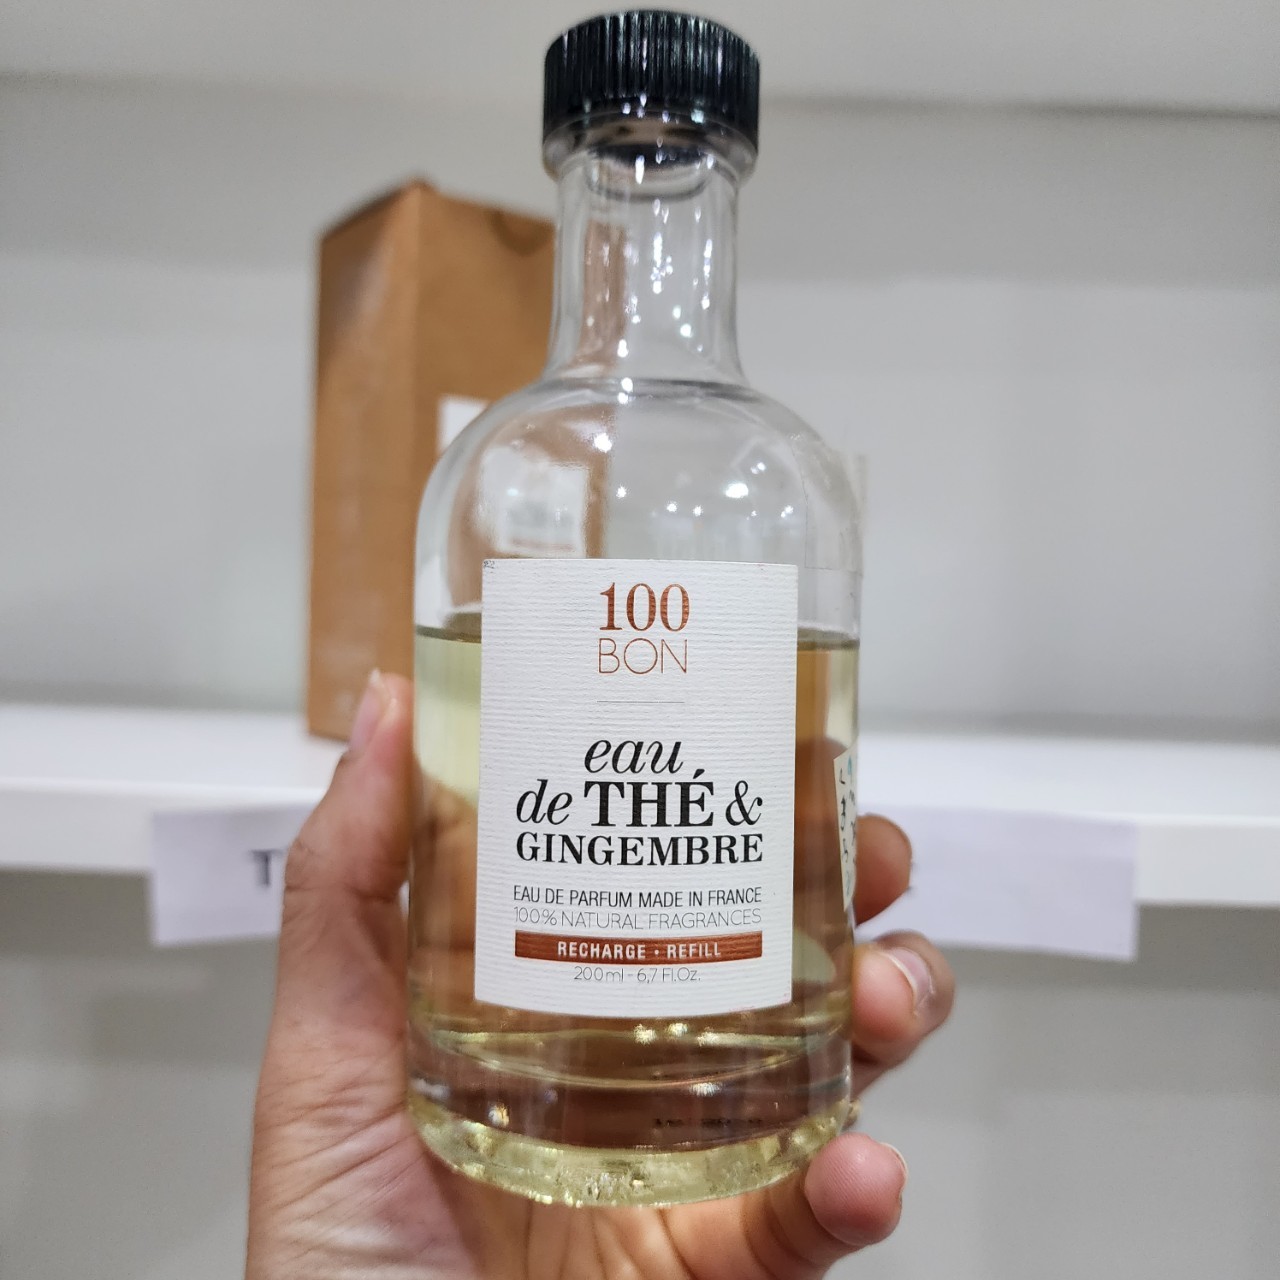 100
BON
eau
de THÉ &
GINGEMBRE
EAU DE PARFUM MADE IN FRANCE
100% NATURAL FRAGRANCES
RECHARGE • REFILL
200ml - 6,7 Fl.Oz.
T